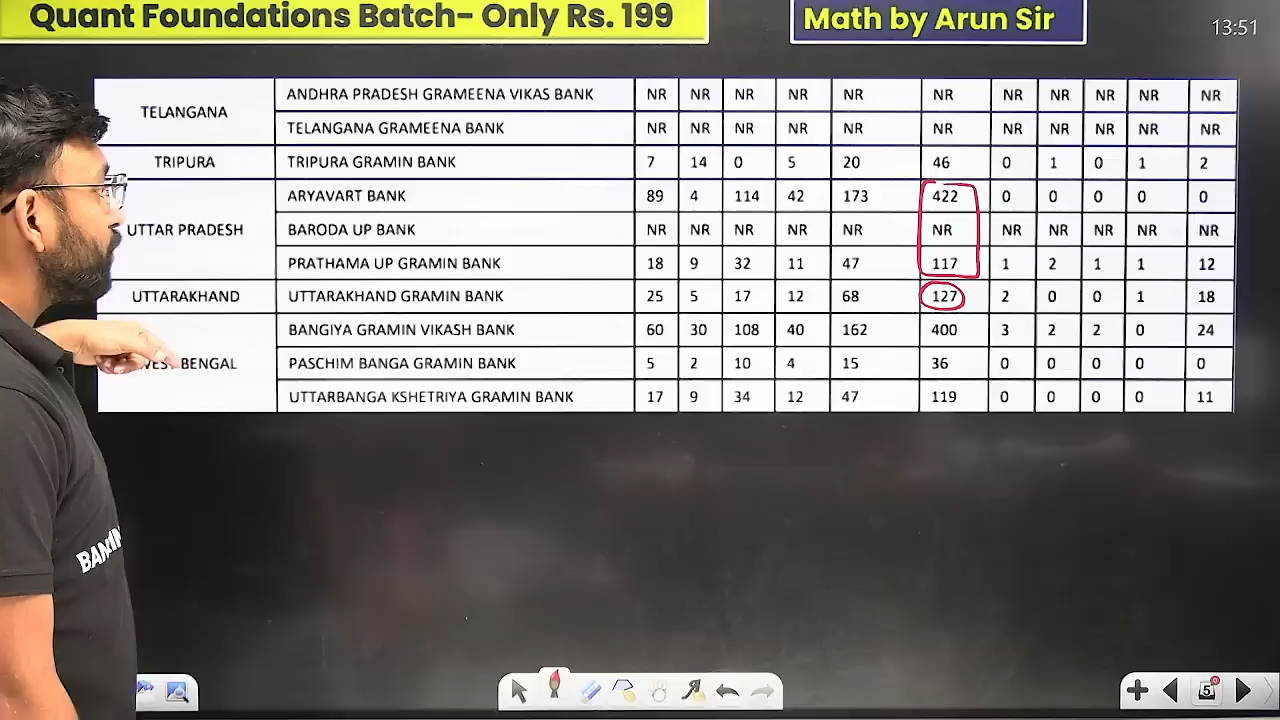 Quant Foundations Batch- Only Rs. 199
Math by Arun Sir
13:51
TELANGANA
ANDHRA PRADESH GRAMEENA VIKAS BANK NR NR NR NR NR NR NR NR NR NR NR
TELANGANA GRAMEENA BANK NR NR NR NR NR NR NR NR NR NR NR
TRIPURA TRIPURA GRAMIN BANK 7 14 0 5 20 46 0 1 0 1 2
ARYAVART BANK 89 4 114 42 173 422 0 0 0 0 0
UTTAR PRADESH BARODA UP BANK NR NR NR NR NR NR NR NR NR NR NR
PRATHAMA UP GRAMIN BANK 18 9 32 11 47 117 1 2 1 1 12
UTTARAKHAND UTTARAKHAND GRAMIN BANK 25 5 17 12 68 127 2 0 0 1 18
BANGIYA GRAMIN VIKASH BANK 60 30 108 40 162 400 3 2 2 0 24
WEST BENGAL PASCHIM BANGA GRAMIN BANK 5 2 10 4 15 36 0 0 0 0 0
UTTARBANGA KSHETRIYA GRAMIN BANK 17 9 34 12 47 119 0 0 0 0 11
5
0